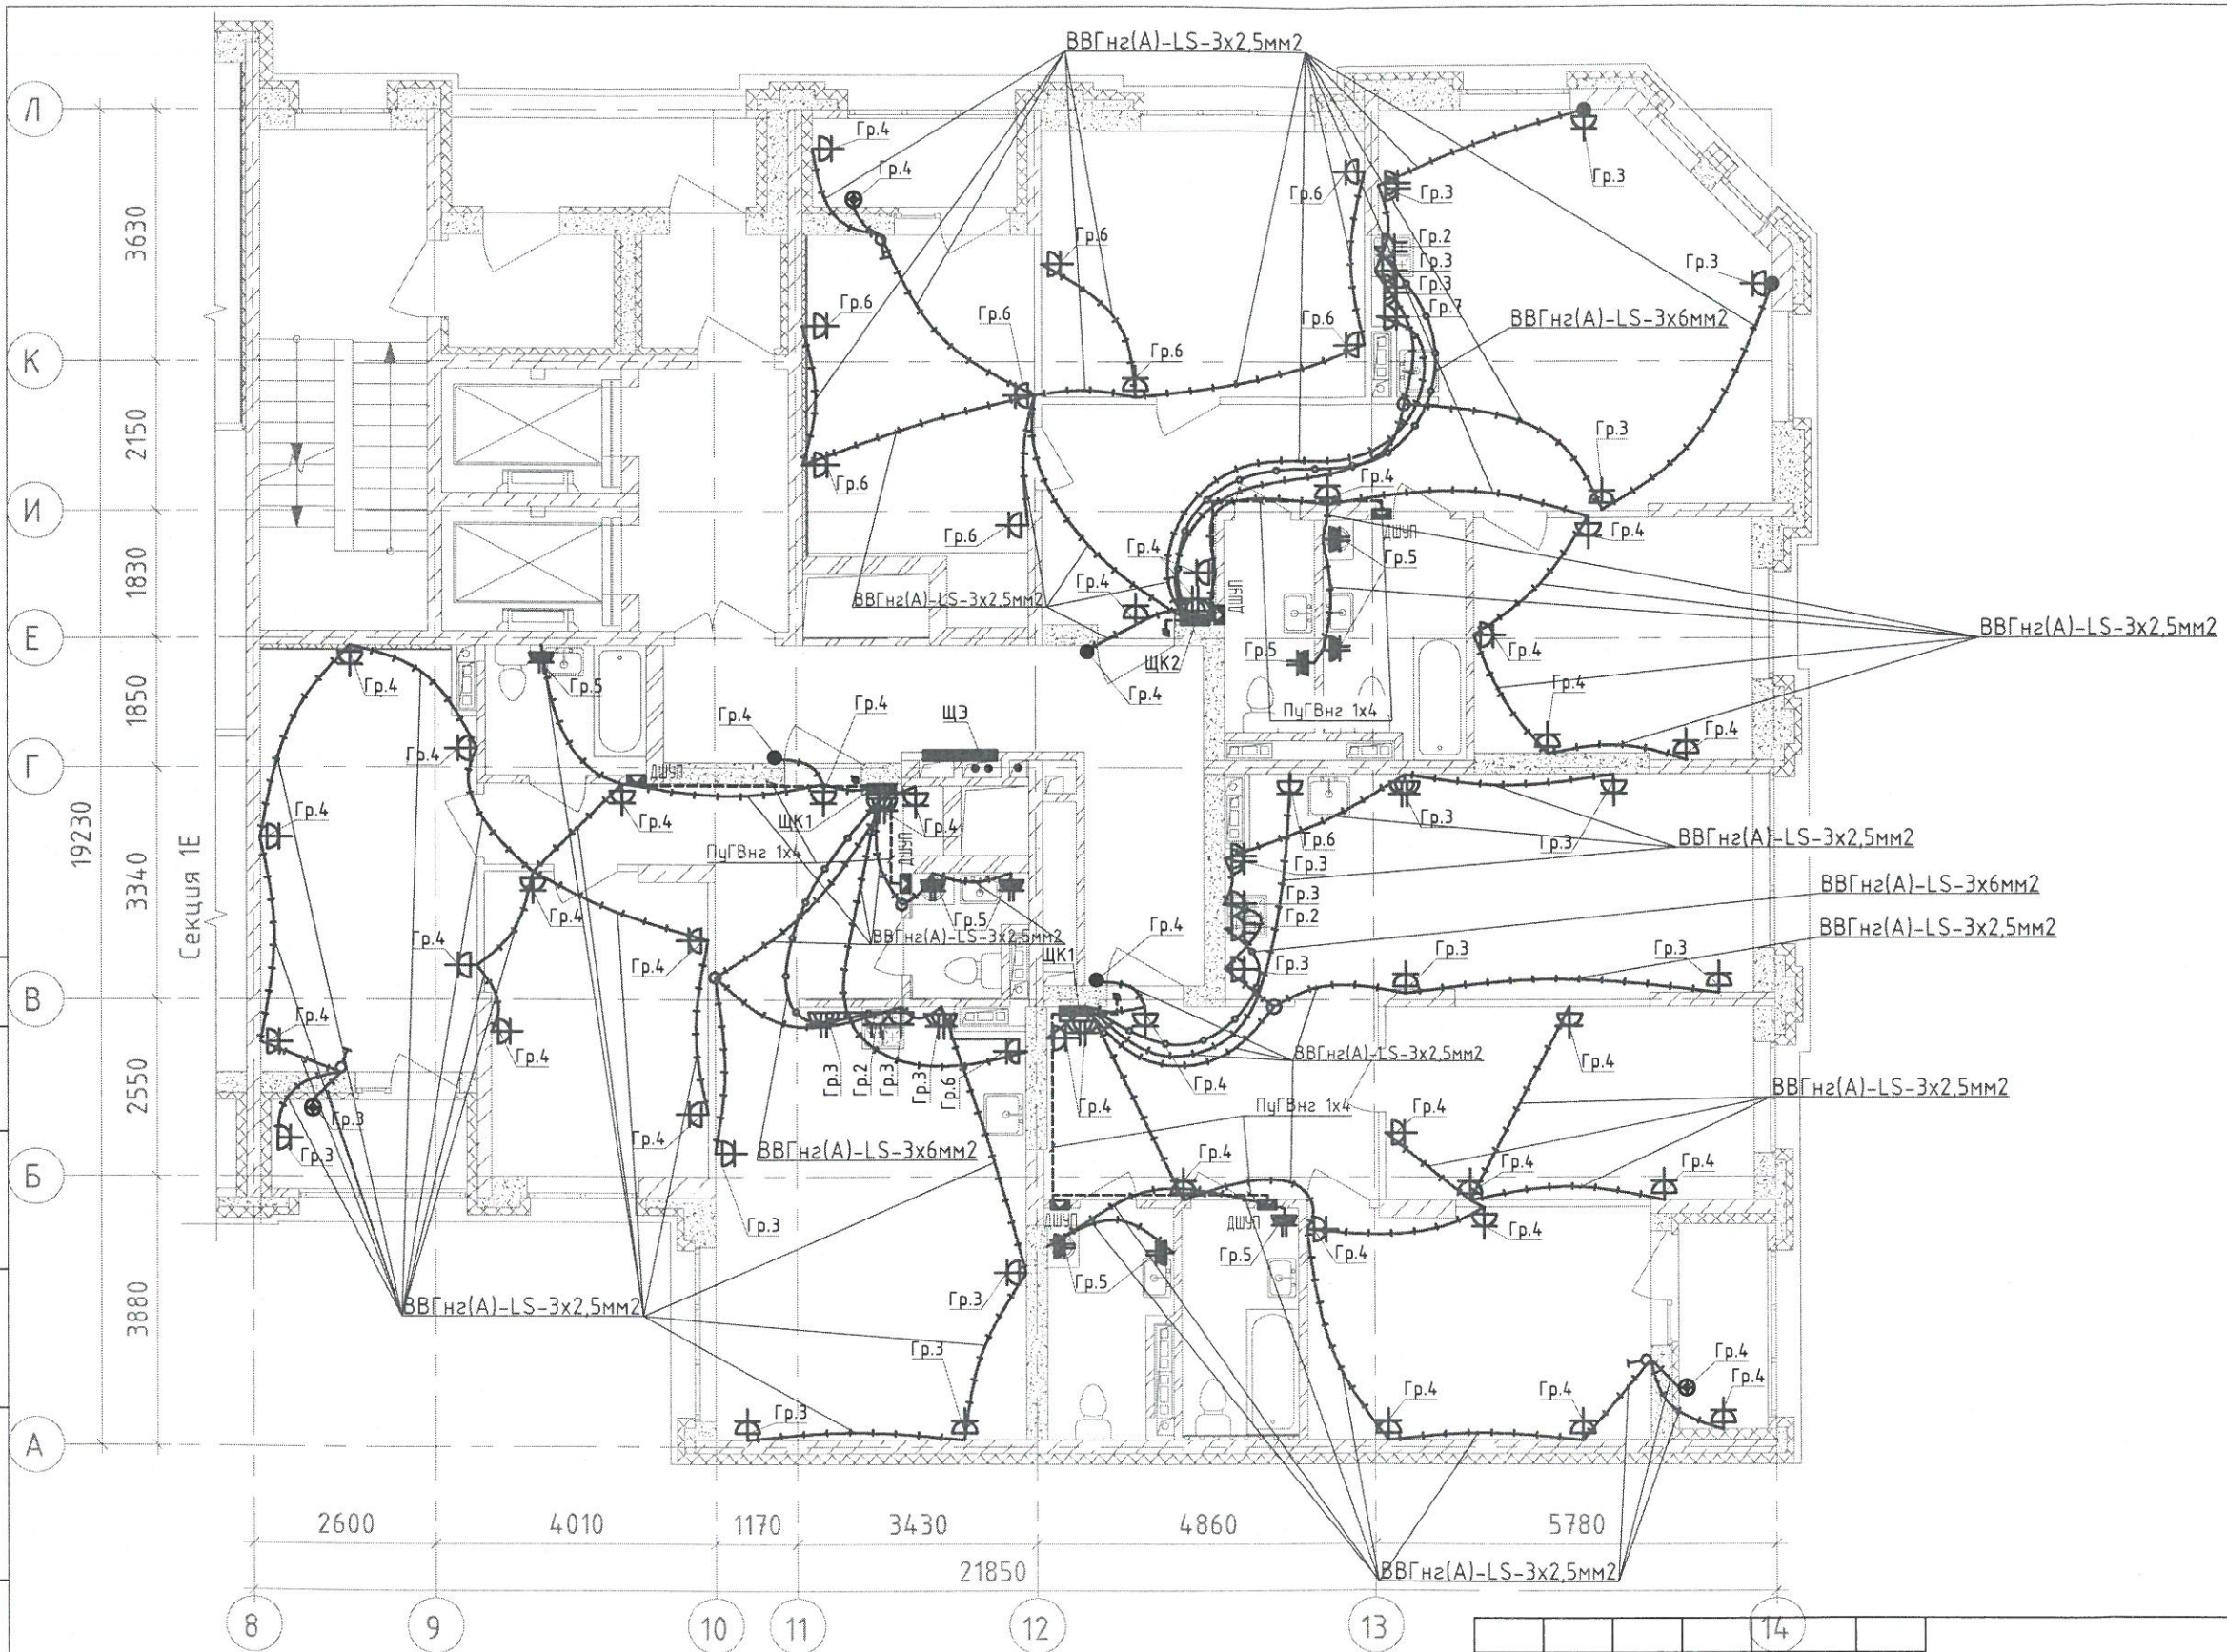 ВВГнг(А)-LS-3х2,5мм2
Л
Гр.4
Гр.4
Гр.3
Гр.6
Гр.3
3630
Гр.6
Гр.2
Гр.3
Гр.3
Гр.3
Гр.7
Гр.6
Гр.6
Гр.6
ВВГнг(А)-LS-3х6мм2
К
Гр.6
2150
Гр.3
Гр.6
Гр.4
И
Гр.6
Гр.4
ДШУП
Гр.5
Гр.4
1830
Гр.4
ДШУП
ВВГнг(А)-LS-3х2,5мм2
Е
ВВГнг(А)-LS-3х2,5мм2
Гр.4
ЩК2
Гр.5
Гр.4
Гр.5
Гр.4
1850
Гр.4
Гр.4
ЩЭ
ПуГВнг 1х4
Гр.4
Гр.4
Г
ДШУП
Гр.4
Гр.4
ЩК1
Гр.4
Гр.6
Гр.3
Гр.3
ВВГнг(А)-LS-3х2,5мм2
19230
Секция 1Е
3340
ПуГВнг 1х4
ДШУП
Гр.3
ВВГнг(А)-LS-3х6мм2
Гр.4
Гр.5
Гр.3
Гр.2
ВВГнг(А)-LS-3х2,5мм2
Гр.4
Гр.4
ВВГнг(А)-LS-3х2,5мм2
ЩК1
Гр.4
Гр.3
Гр.3
Гр.3
В
Гр.4
Гр.4
2550
Гр.3
Гр.2
Гр.3
Гр.3
Гр.6
ВВГнг(А)-LS-3х2,5мм2
Гр.4
Гр.4
ВВГнг(А)-LS-3х2,5мм2
Гр.3
Гр.4
Гр.4
ПуГВнг 1х4
Гр.4
Гр.3
ВВГнг(А)-LS-3х6мм2
Б
Гр.4
Гр.4
Гр.4
Гр.3
ДШУП
ДШУП
Гр.5
Гр.4
Гр.4
Гр.5
3880
ВВГнг(А)-LS-3х2,5мм2
Гр.3
Гр.3
Гр.4
Гр.3
Гр.4
Гр.4
Гр.4
А
2600
4010
1170
3430
4860
5780
21850
ВВГнг(А)-LS-3х2,5мм2
8
9
10
11
12
13
14